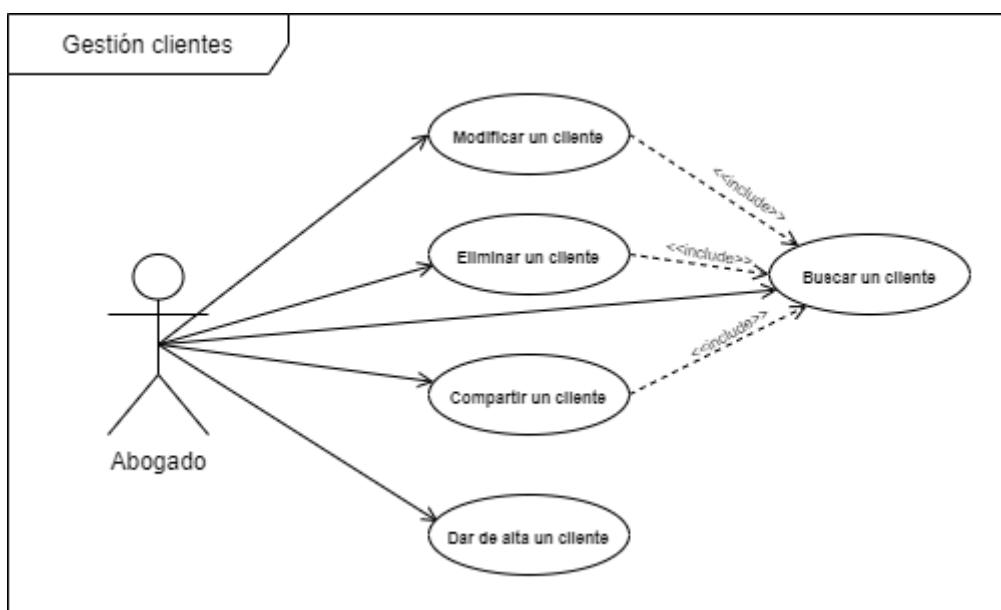 Gestión clientes
Modificar un cliente
<<include>>
Eliminar un cliente
<<include>>
Buscar un cliente
<<include>>
Compartir un cliente
Abogado
Dar de alta un cliente